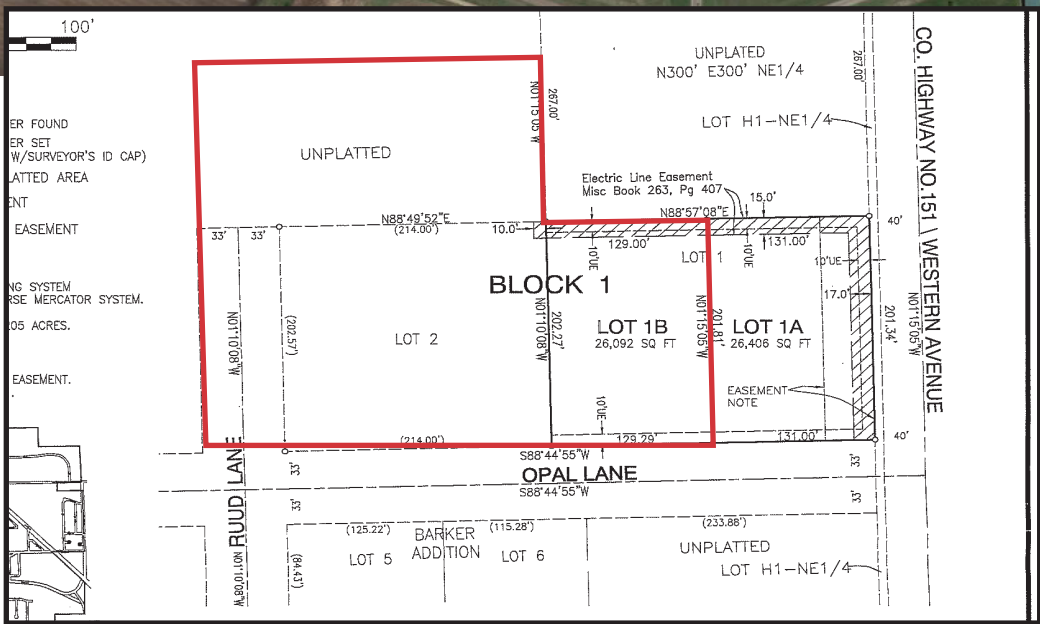 100'
ER FOUND
ER SET
W/SURVEYOR'S ID CAP)
LATTED AREA
ENT
EASEMENT
NG SYSTEM
RSE MERCATOR SYSTEM.
205 ACRES.
EASEMENT.
UNPLATTED
N01°15'05"W
267.00'
UNPLATED
N300' E300' NE1/4
267.00'
LOT H1-NE1/4
CO. HIGHWAY NO.151 \ WESTERN AVENUE
Electric Line Easement
Misc Book 263, Pg 407
15.0'
N88°49'52"E
(214.00')
N88°57'08"E
40'
33'
33'
10.0'
129.00'
131.00'
10'UE
10'UE
LOT 1
10'UE
BLOCK 1
17.0'
N01°10'08"W
(202.57')
LOT 2
N01°10'08"W
202.27'
LOT 1B
26,092 SQ FT
N01°15'05"W
201.81'
LOT 1A
26,406 SQ FT
201.34'
N01°15'05"W
EASEMENT
NOTE
10'UE
(214.00')
129.29'
131.00'
40'
S88°44'55"W
OPAL LANE
S88°44'55"W
33'
33'
33'
33'
RUUD LANE
N01°10'08"W
(84.43')
(125.22')
(115.28')
(233.88')
BARKER
ADDITION
LOT 5
LOT 6
UNPLATTED
LOT H1-NE1/4